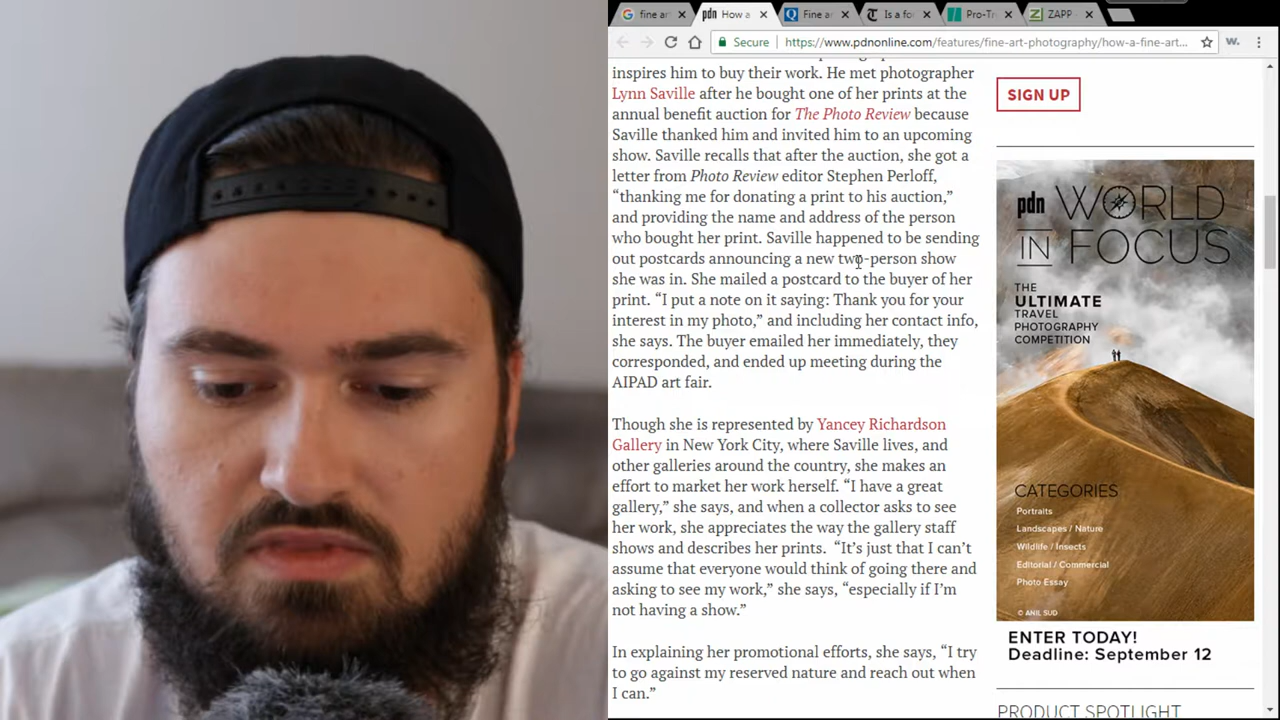 fine ar
pdn How a
Fine ar
Is a fo
Pro-Tr
ZAPP
Secure
https://www.pdnonline.com/features/fine-art-photography/how-a-fine-art...
W.
inspires him to buy their work. He met photographer
Lynn Saville after he bought one of her prints at the
annual benefit auction for The Photo Review because
Saville thanked him and invited him to an upcoming
show. Saville recalls that after the auction, she got a
letter from Photo Review editor Stephen Perloff,
“thanking me for donating a print to his auction,”
and providing the name and address of the person
who bought her print. Saville happened to be sending
out postcards announcing a new two-person show
she was in. She mailed a postcard to the buyer of her
print. “I put a note on it saying: Thank you for your
interest in my photo,” and including her contact info,
she says. The buyer emailed her immediately, they
corresponded, and ended up meeting during the
AIPAD art fair.
Though she is represented by Yancey Richardson
Gallery in New York City, where Saville lives, and
other galleries around the country, she makes an
effort to market her work herself. “I have a great
gallery,” she says, and when a collector asks to see
her work, she appreciates the way the gallery staff
shows and describes her prints. “It’s just that I can’t
assume that everyone would think of going there and
asking to see my work,” she says, “especially if I’m
not having a show.”
In explaining her promotional efforts, she says, “I try
to go against my reserved nature and reach out when
I can.”
SIGN UP
pdn WORLD
IN FOCUS
THE
ULTIMATE
TRAVEL
PHOTOGRAPHY
COMPETITION
CATEGORIES
Portraits
Landscapes / Nature
Wildlife / Insects
Editorial / Commercial
Photo Essay
© ANIL SUD
ENTER TODAY!
Deadline: September 12
PRODUCT SPOTLIGHT